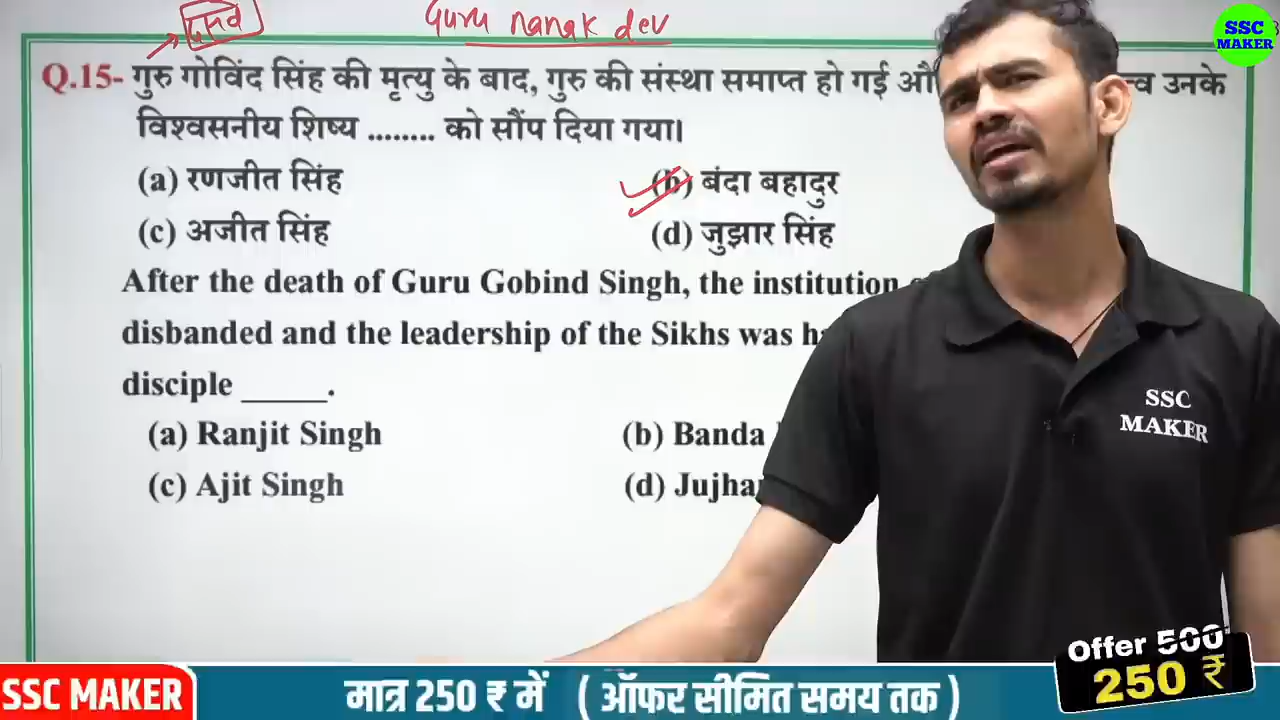 दसवें
Guru nanak dev
SSC
MAKER
Q.15- गुरु गोविंद सिंह की मृत्यु के बाद, गुरु की संस्था समाप्त हो गई उनके
विश्वसनीय शिष्य ........ को सौंप दिया गया।
(a) रणजीत सिंह (b) बंदा बहादुर
(c) अजीत सिंह (d) जुझार सिंह
After the death of Guru Gobind Singh, the institution
disbanded and the leadership of the Sikhs was
disciple _____.
(a) Ranjit Singh (b) Banda
(c) Ajit Singh (d)
SSC
MAKER
Offer 500
250 ₹
SSC MAKER मात्र 250 ₹ में ( ऑफर सीमित समय तक )